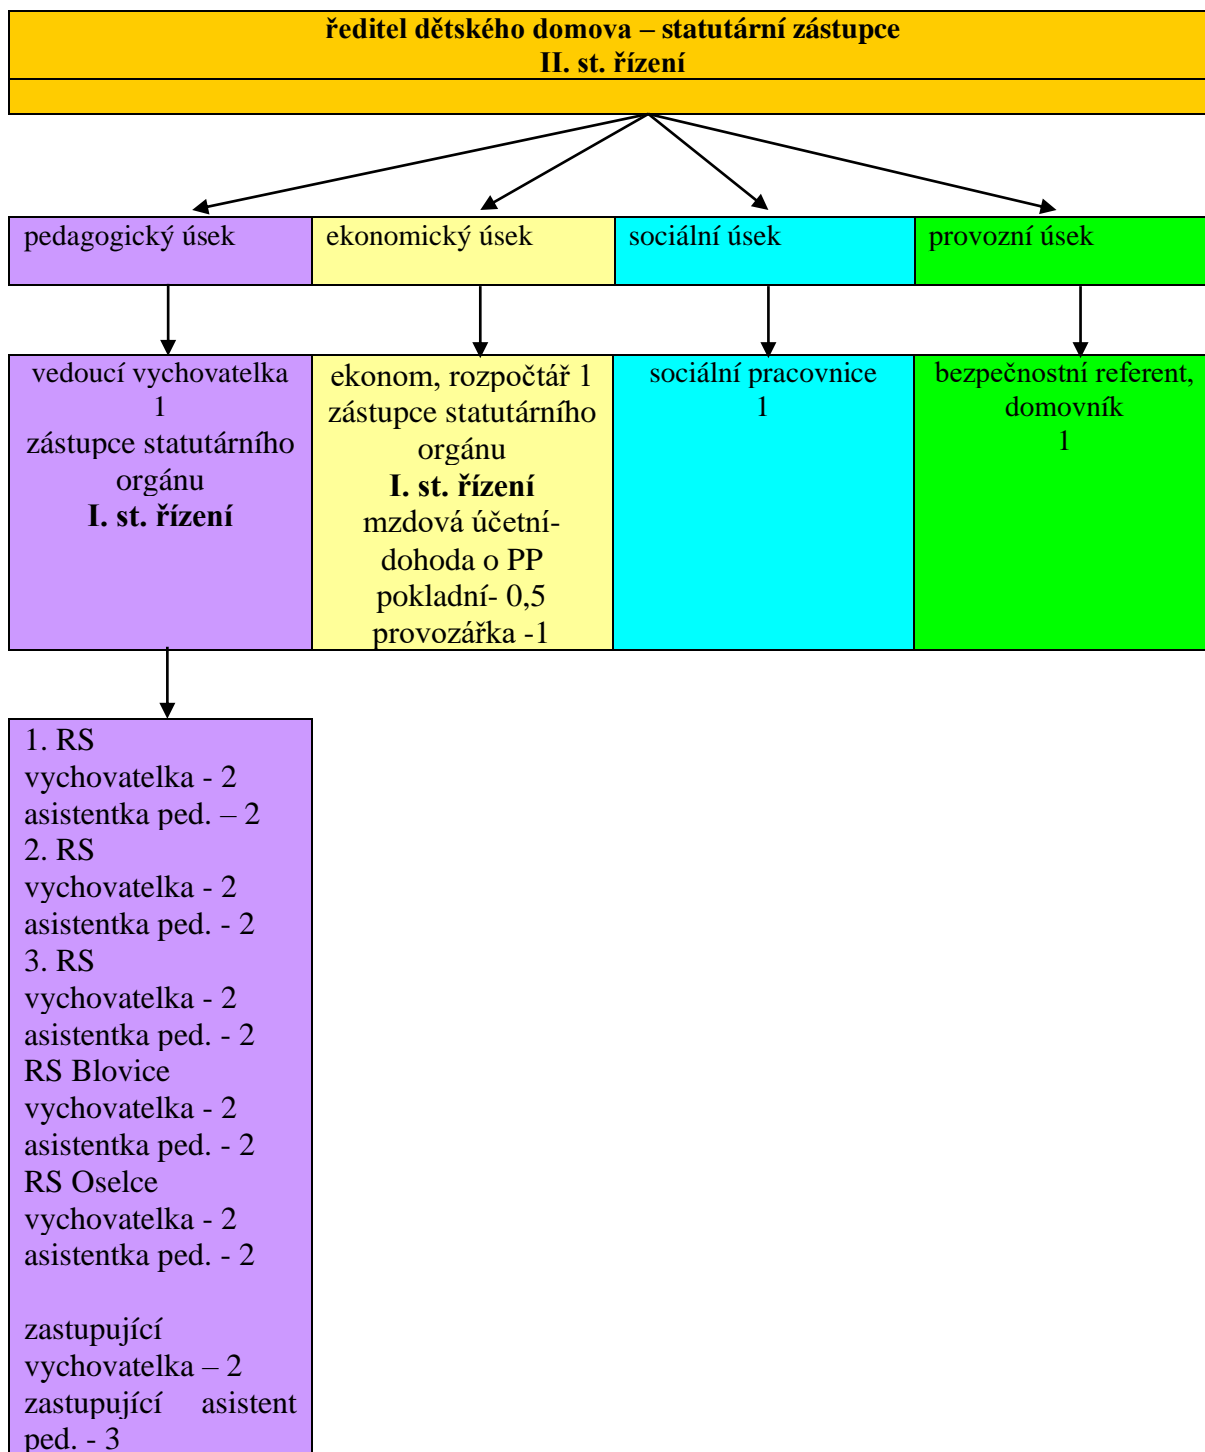 ředitel dětského domova – statutární zástupce
II. st. řízení
pedagogický úsek
ekonomický úsek
sociální úsek
provozní úsek
vedoucí vychovatelka
1
zástupce statutárního
orgánu
I. st. řízení
ekonom, rozpočtář 1
zástupce statutárního
orgánu
I. st. řízení
mzdová účetní-
dohoda o PP
pokladní- 0,5
provozářka -1
sociální pracovnice
1
bezpečnostní referent,
domovník
1
1. RS
vychovatelka - 2
asistentka ped. – 2
2. RS
vychovatelka - 2
asistentka ped. - 2
3. RS
vychovatelka - 2
asistentka ped. - 2
RS Blovice
vychovatelka - 2
asistentka ped. - 2
RS Oselce
vychovatelka - 2
asistentka ped. - 2
zastupující
vychovatelka – 2
zastupující asistent
ped. - 3